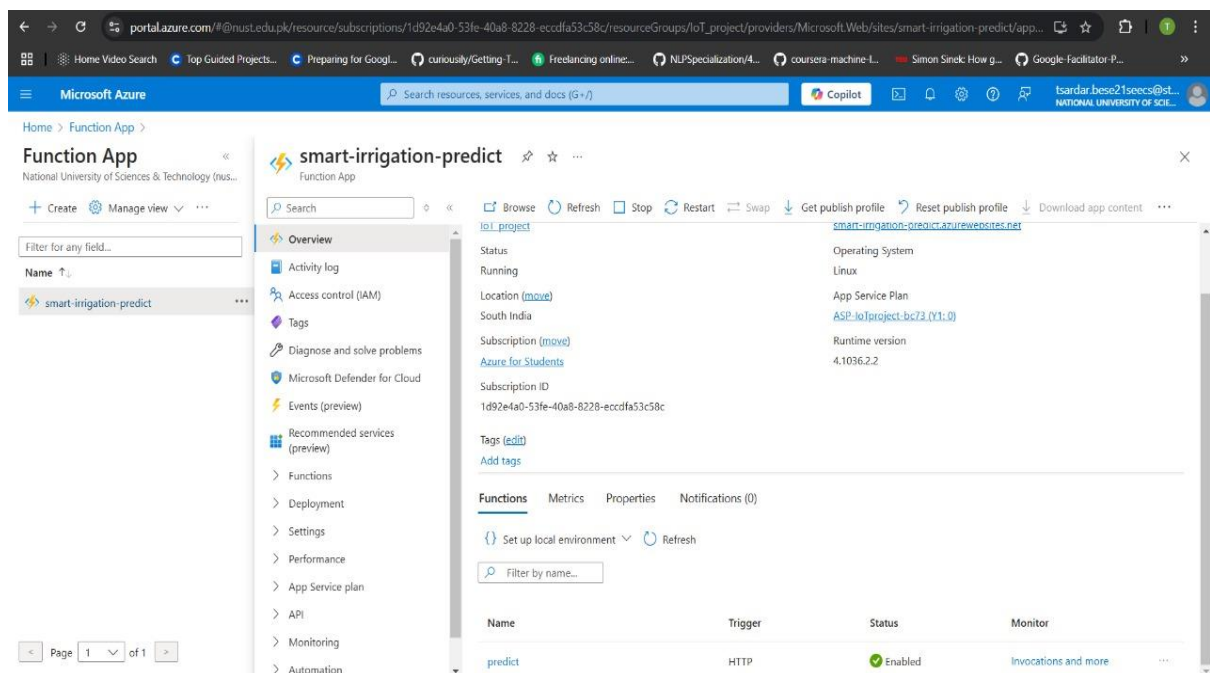 portal.azure.com/#@nust.edu.pk/resource/subscriptions/1d92e4a0-53fe-40a8-8228-eccdfa53c58c/resourceGroups/IoT_project/providers/Microsoft.Web/sites/smart-irrigation-predict/app...
T
Home Video Search Top Guided Projects... Preparing for Googl... curiously/Getting-T... Freelancing online:... NLPSpecialization/4... coursera-machine-l... Simon Sinek: How g... Google-Facilitator-P... »
Microsoft Azure
Search resources, services, and docs (G+/)
Copilot
tsardar.bese21seecs@st...
NATIONAL UNIVERSITY OF SCIE...
Home > Function App >
Function App «
National University of Sciences & Technology (nus...
+ Create Manage view ...
Filter for any field...
Name ↑↓
smart-irrigation-predict ...
Page 1 of 1
smart-irrigation-predict ...
Function App
Search «
Overview
Activity log
Access control (IAM)
Tags
Diagnose and solve problems
Microsoft Defender for Cloud
Events (preview)
Recommended services
(preview)
Functions
Deployment
Settings
Performance
App Service plan
API
Monitoring
Automation
Browse Refresh Stop Restart Swap Get publish profile Reset publish profile Download app content ...
IoT project
smart-irrigation-predict.azurewebsites.net
Status
Running
Location (move)
South India
Subscription (move)
Azure for Students
Subscription ID
1d92e4a0-53fe-40a8-8228-eccdfa53c58c
Operating System
Linux
App Service Plan
ASP-IoTproject-bc73 (Y1: 0)
Runtime version
4.1036.2.2
Tags (edit)
Add tags
Functions Metrics Properties Notifications (0)
{} Set up local environment Refresh
Filter by name...
Name Trigger Status Monitor
predict HTTP Enabled Invocations and more ...